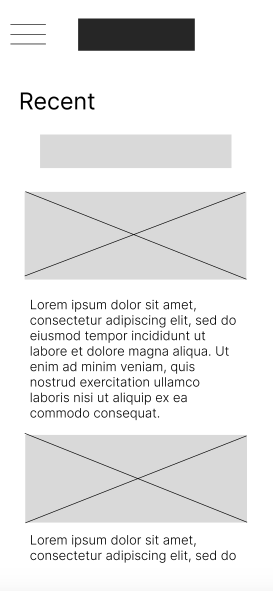 Recent
Lorem ipsum dolor sit amet,
consectetur adipiscing elit, sed do
eiusmod tempor incididunt ut
labore et dolore magna aliqua. Ut
enim ad minim veniam, quis
nostrud exercitation ullamco
laboris nisi ut aliquip ex ea
commodo consequat.
Lorem ipsum dolor sit amet,
consectetur adipiscing elit, sed do